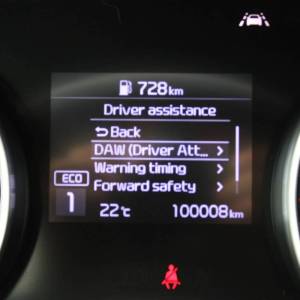 728km
Driver assistance
Back
DAW (Driver Att...
Warning timing
Forward safety
ECO
1
22°C
100008km